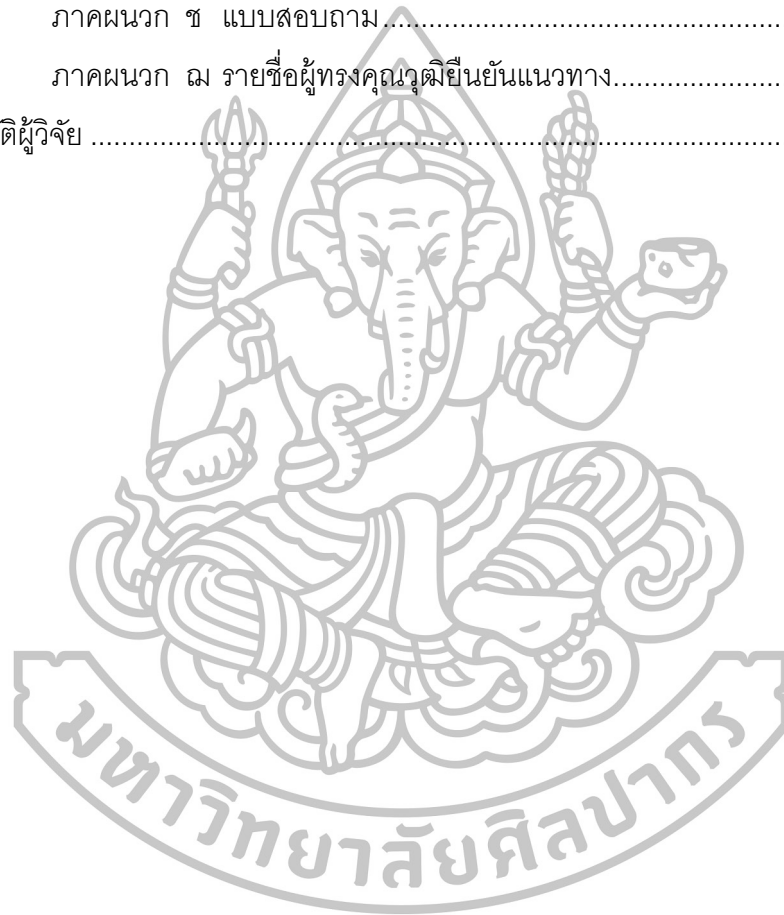 ภาคผนวก ช แบบสอบถาม....................................................
ภาคผนวก ฌ รายชื่อผู้ทรงคุณวุฒิยืนยันแนวทาง......................
ติผู้วิจัย ...........................................................................................
มหาวิทยาลัยศิลปากร